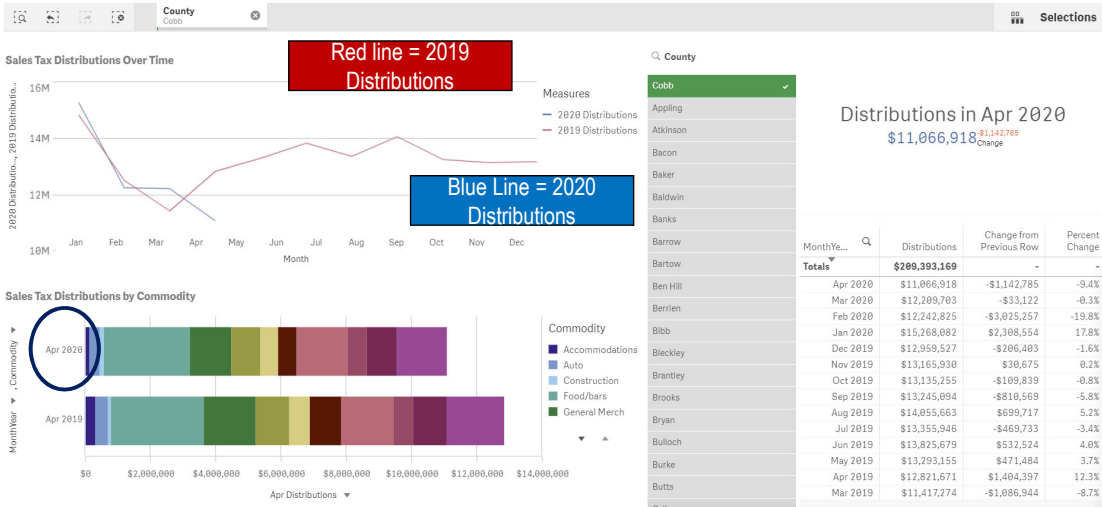 County
Cobb
Selections
Sales Tax Distributions Over Time
Red line = 2019
Distributions
2020 Distributio..., 2019 Distributio...
16M
14M
12M
10M
Jan Feb Mar Apr May Jun Jul Aug Sep Oct Nov Dec
Month
Measures
2020 Distributions
2019 Distributions
Blue Line = 2020
Distributions
Sales Tax Distributions by Commodity
MonthYear , Commodity
Apr 2020
Apr 2019
$0 $2,000,000 $4,000,000 $6,000,000 $8,000,000 $10,000,000 $12,000,000 $14,000,000
Apr Distributions
Commodity
Accommodations
Auto
Construction
Food/bars
General Merch
County
Cobb
Appling
Atkinson
Bacon
Baker
Baldwin
Banks
Barrow
Bartow
Ben Hill
Berrien
Bibb
Bleckley
Brantley
Brooks
Bryan
Bulloch
Burke
Butts
Distributions in Apr 2020
$11,066,918 -$1,142,785
Change
MonthYe... Distributions Change from Previous Row Percent Change
Totals $209,393,169 - -
Apr 2020 $11,066,918 -$1,142,785 -9.4%
Mar 2020 $12,209,703 -$33,122 -0.3%
Feb 2020 $12,242,825 -$3,025,257 -19.8%
Jan 2020 $15,268,082 $2,308,554 17.8%
Dec 2019 $12,959,527 -$206,403 -1.6%
Nov 2019 $13,165,930 $30,675 0.2%
Oct 2019 $13,135,255 -$109,839 -0.8%
Sep 2019 $13,245,094 -$810,569 -5.8%
Aug 2019 $14,055,663 $699,717 5.2%
Jul 2019 $13,355,946 -$469,733 -3.4%
Jun 2019 $13,825,679 $532,524 4.0%
May 2019 $13,293,155 $471,484 3.7%
Apr 2019 $12,821,671 $1,404,397 12.3%
Mar 2019 $11,417,274 -$1,086,944 -8.7%